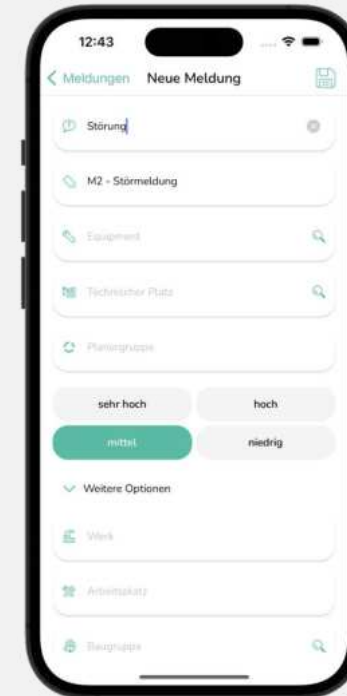 12:43
Meldungen Neue Meldung
Störung
M2 - Störmeldung
Equipment
Technischer Platz
Planergruppe
sehr hoch hoch
mittel niedrig
Weitere Optionen
Werk
Arbeitsplatz
Baugruppe